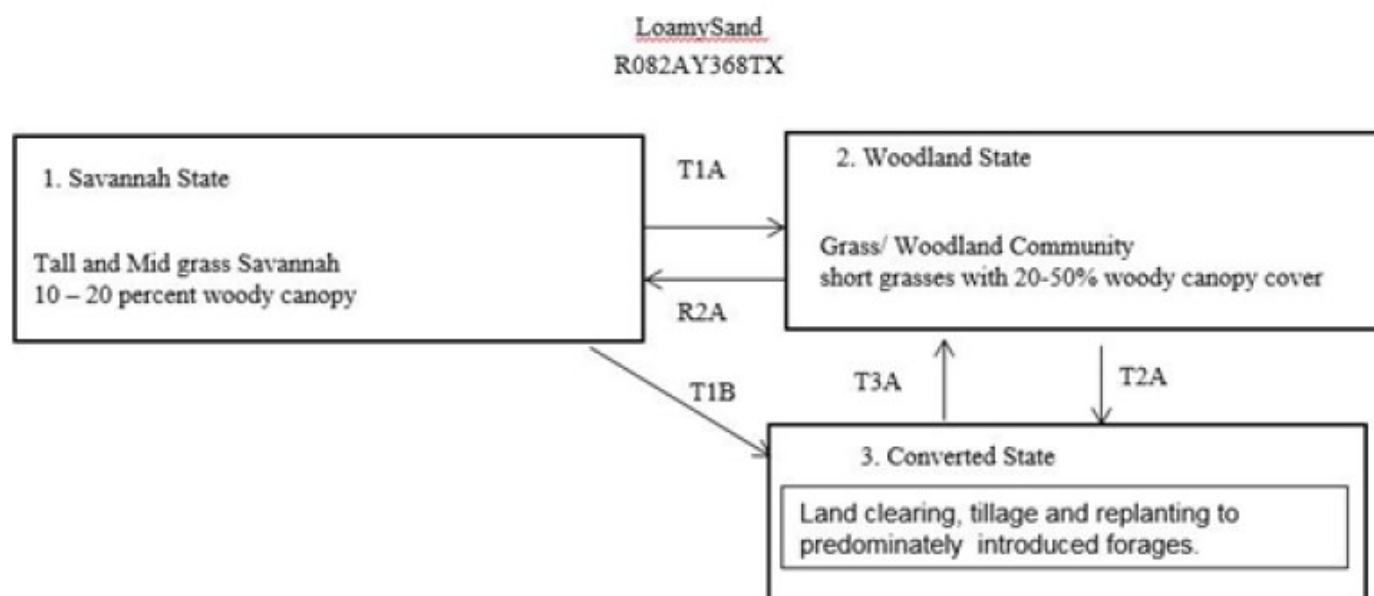 LoamySand
R082AY368TX
1. Savannah State
Tall and Mid grass Savannah
10 – 20 percent woody canopy
T1A
R2A
2. Woodland State
Grass/ Woodland Community
short grasses with 20-50% woody canopy cover
T1B
T3A
T2A
3. Converted State
Land clearing, tillage and replanting to
predominately introduced forages.